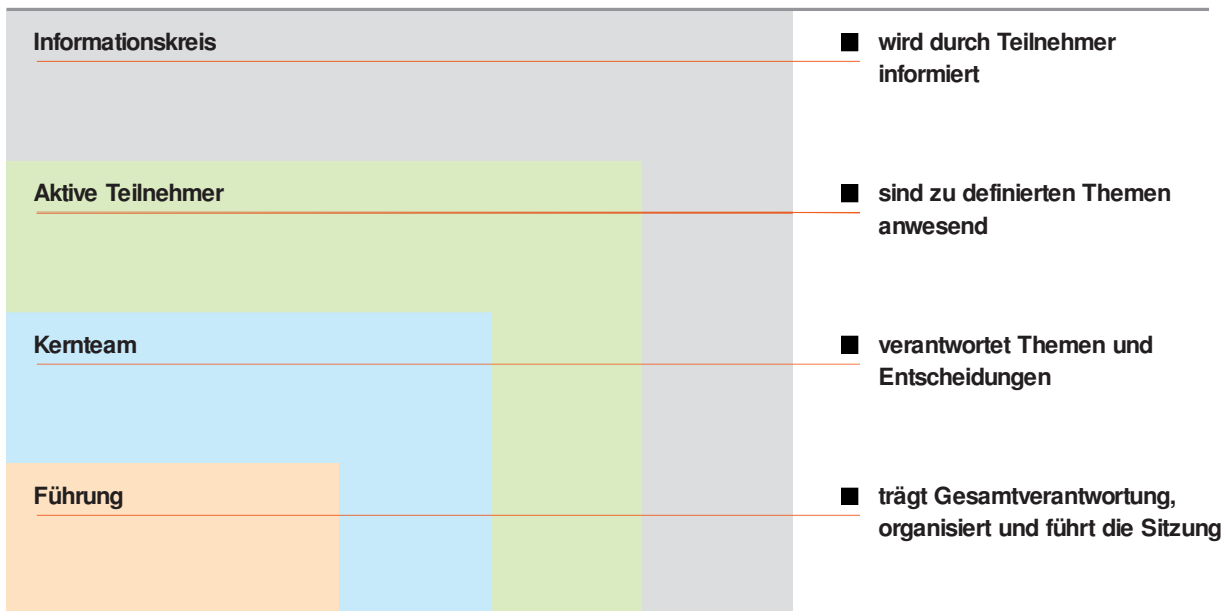 Informationskreis
■ wird durch Teilnehmer
informiert
Aktive Teilnehmer
■ sind zu definierten Themen
anwesend
Kernteam
■ verantwortet Themen und
Entscheidungen
Führung
■ trägt Gesamtverantwortung,
organisiert und führt die Sitzung